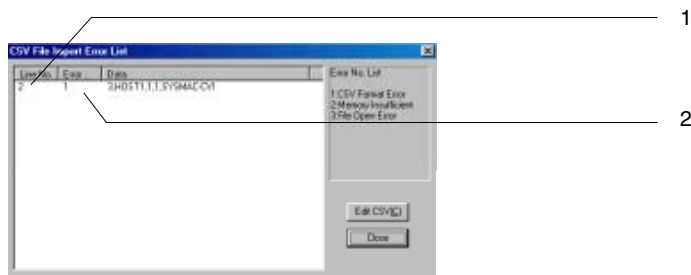 1
CSV File Import Error List
Line No. Error Data
2 1 3,HOST1,1,1,SYSMAC-CV1
Error No. List
1:CSV Format Error
2:Memory Insufficient
3:File Open Error
2
Edit CSV(E)
Close